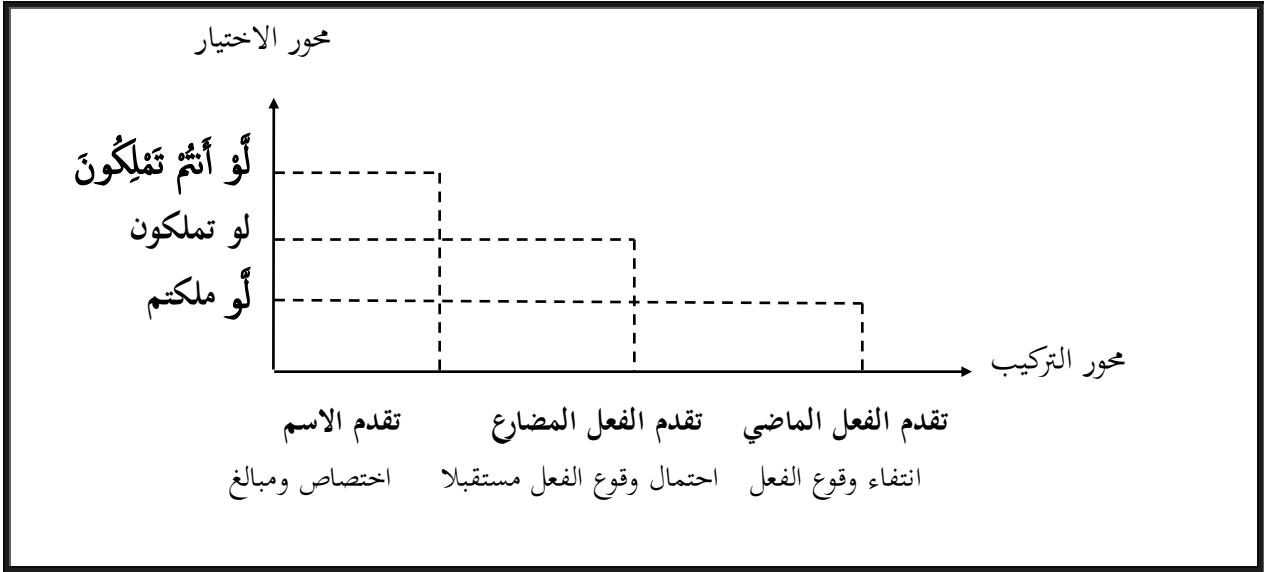 محور الاختيار
لَّوْ أَنتُمْ تَمْلِكُونَ
لو تملكون
لَّو ملكتم
محور التركيب
تقدم الفعل الماضي تقدم الفعل المضارع تقدم الاسم
انتفاء وقوع الفعل احتمال وقوع الفعل مستقبلا اختصاص ومبالغ